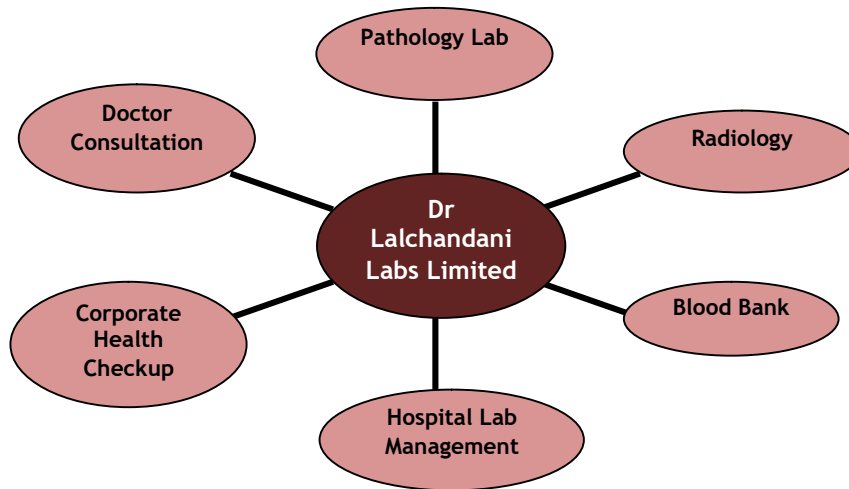 Pathology Lab
Doctor
Consultation
Radiology
Dr
Lalchandani
Labs Limited
Corporate
Health
Checkup
Blood Bank
Hospital Lab
Management